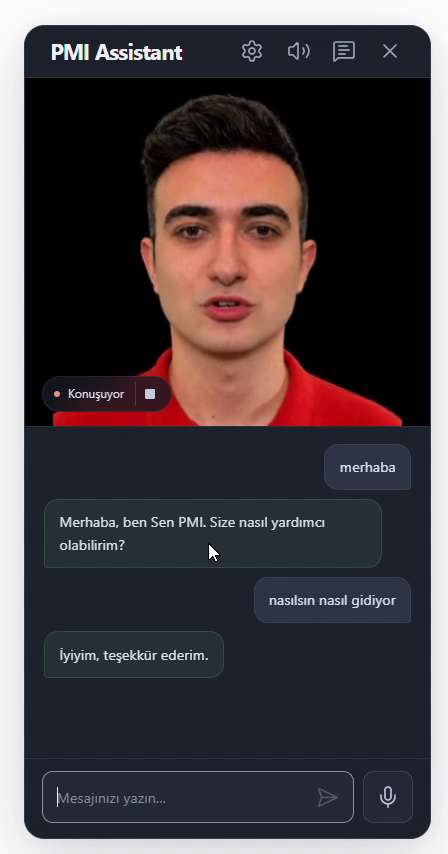 PMI Assistant
Konuşuyor
merhaba
Merhaba, ben Sen PMI. Size nasıl yardımcı
olabilirim?
nasılsın nasıl gidiyor
İyiyim, teşekkür ederim.
Mesajınızı yazın...